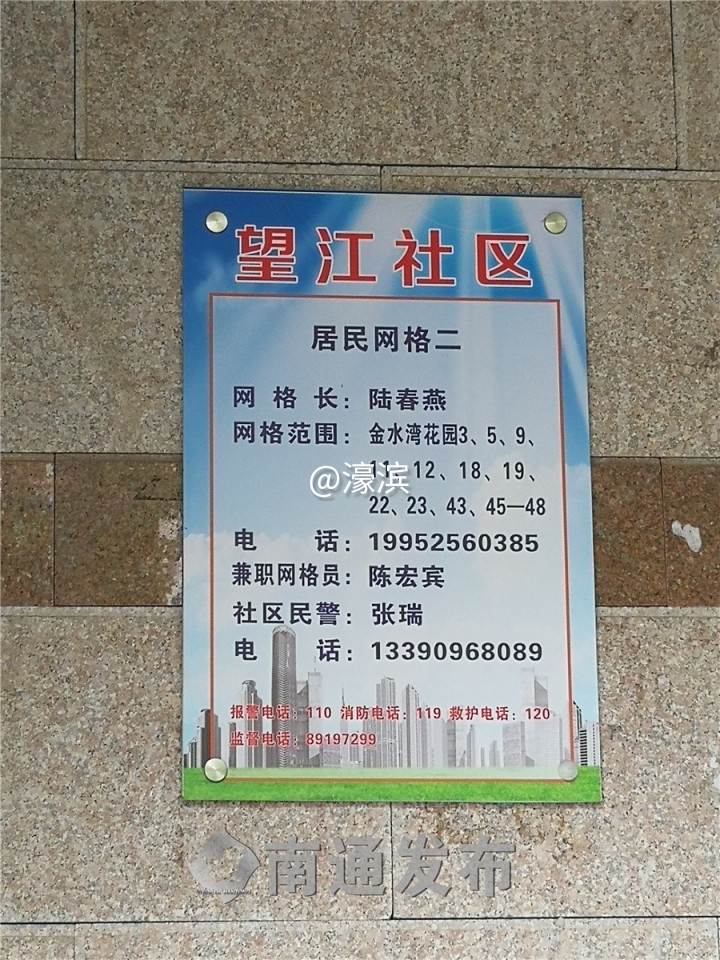 望江社区
居民网格二
网格长：陆春燕
网格范围：金水湾花园3、5、9、
11、12、18、19、
22、23、43、45—48
电话：19952560385
兼职网格员：陈宏宾
社区民警：张瑞
电话：13390968089
报警电话：110 消防电话：119 救护电话：120
监督电话：89197299
@濠滨
南通发布